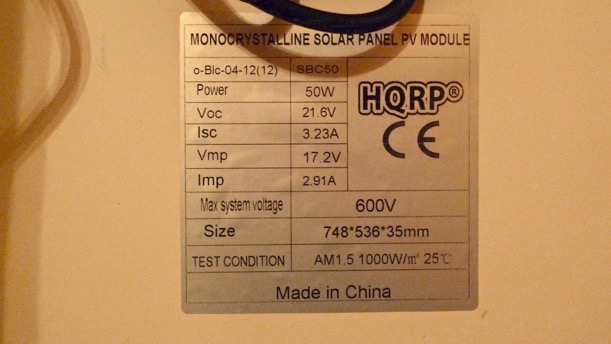 MONOCRYSTALLINE SOLAR PANEL PV MODULE
o-Blc-04-12(12) SBC50
Power 50W
HQRP®
Voc 21.6V
Isc 3.23A
CE
Vmp 17.2V
Imp 2.91A
Max system voltage 600V
Size 748*536*35mm
TEST CONDITION AM1.5 1000W/㎡ 25℃
Made in China